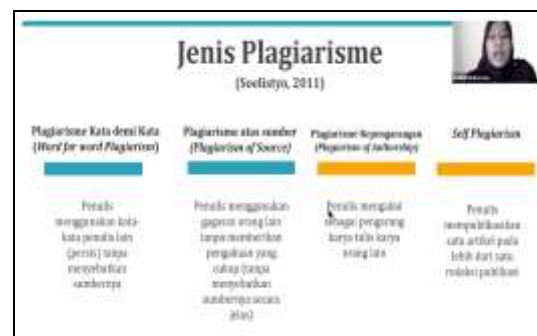 Jenis Plagiarisme
(Soelistyo, 2011)
Plagiarisme Kata demi Kata
(Word for word Plagiarism)
Penulis
menggunakan kata-
kata penulis lain
(persis) tanpa
menyebutkan
sumbernya
Plagiarisme atas sumber
(Plagiarism of Source)
Penulis menggunakan
gagasan orang lain
tanpa memberikan
pengakuan yang
cukup (tanpa
menyebutkan
sumbernya secara
jelas)
Plagiarisme Kepengarangan
(Plagiarism of Authorship)
Penulis mengakui
sebagai pengarang
karya tulis karya
orang lain
Self Plagiarism
Penulis
mempublikasikan
satu artikel pada
lebih dari satu
redaksi publikasi